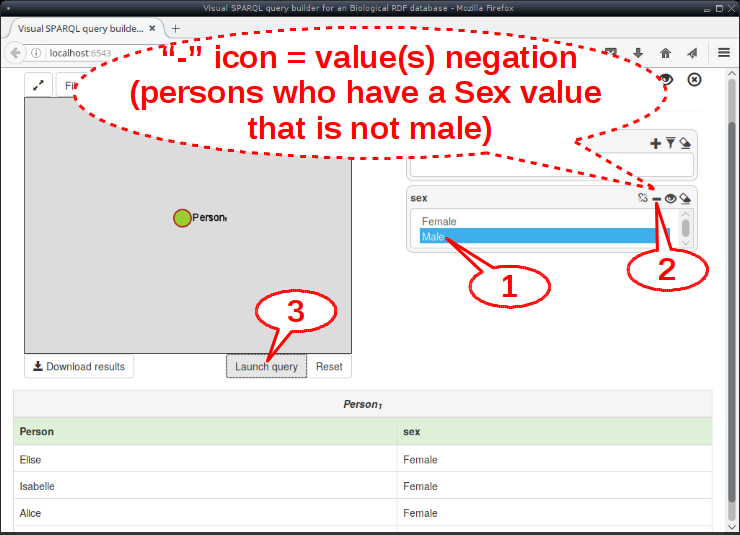 Visual SPARQL query builder for an Biological RDF database - Mozilla Firefox
Visual SPARQL query builde...
localhost:6543
“-” icon = value(s) negation
(persons who have a Sex value
that is not male)
sex
Female
Male
Person₁
1
2
3
Download results
Launch query
Reset
Person₁
Person
sex
Elise
Female
Isabelle
Female
Alice
Female